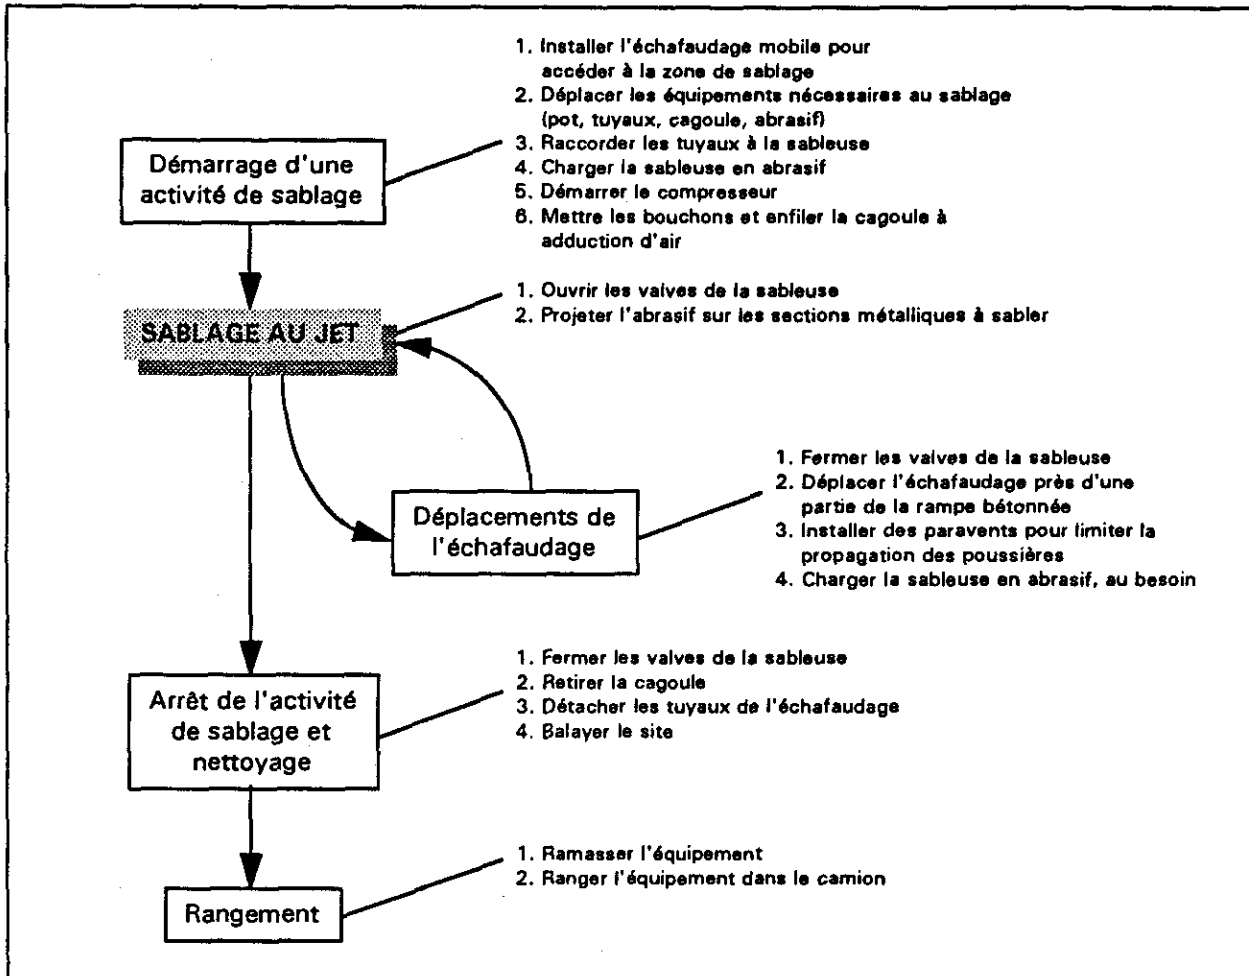 1. Installer l'échafaudage mobile pour
accéder à la zone de sablage
2. Déplacer les équipements nécessaires au sablage
(pot, tuyaux, cagoule, abrasif)
3. Raccorder les tuyaux à la sableuse
4. Charger la sableuse en abrasif
5. Démarrer le compresseur
6. Mettre les bouchons et enfiler la cagoule à
adduction d'air
Démarrage d'une
activité de sablage
1. Ouvrir les valves de la sableuse
2. Projeter l'abrasif sur les sections métalliques à sabler
SABLAGE AU JET
1. Fermer les valves de la sableuse
2. Déplacer l'échafaudage près d'une
partie de la rampe bétonnée
3. Installer des paravents pour limiter la
propagation des poussières
4. Charger la sableuse en abrasif, au besoin
Déplacements de
l'échafaudage
1. Fermer les valves de la sableuse
2. Retirer la cagoule
3. Détacher les tuyaux de l'échafaudage
4. Balayer le site
Arrêt de l'activité
de sablage et
nettoyage
1. Ramasser l'équipement
2. Ranger l'équipement dans le camion
Rangement